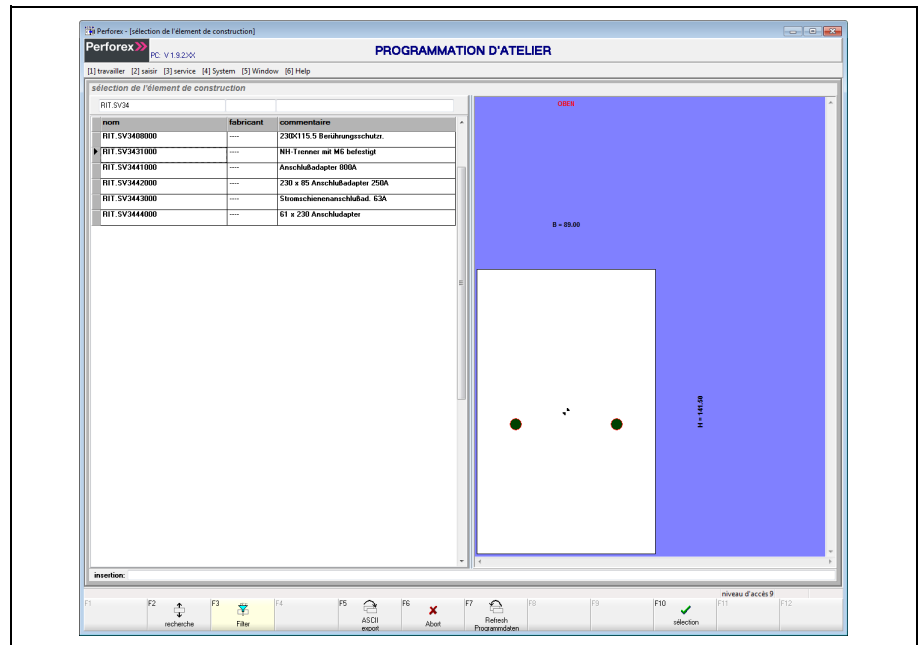 Perforex - [sélection de l'élement de construction]
Perforex PC: V 1.9.2XX PROGRAMMATION D'ATELIER
[1] travailler [2] saisir [3] service [4] System [5] Window [6] Help
sélection de l'élement de construction
RIT.SV34
nom fabricant commentaire
RIT.SV3408000 ---- 230X115.5 Berührungsschutzr.
RIT.SV3431000 ---- NH-Trenner mit M6 befestigt
RIT.SV3441000 ---- Anschlußadapter 800A
RIT.SV3442000 ---- 230 x 85 Anschlußadapter 250A
RIT.SV3443000 ---- Stromschienenanschlußad. 63A
RIT.SV3444000 ---- 61 x 230 Anschludapter
OBEN
B = 89.00
H = 141.50
insertion:
niveau d'accès 9
F1 F2 recherche F3 Filter F4 F5 ASCII export F6 Abort F7 Refresh Programmdaten F8 F9 F10 sélection F11 F12